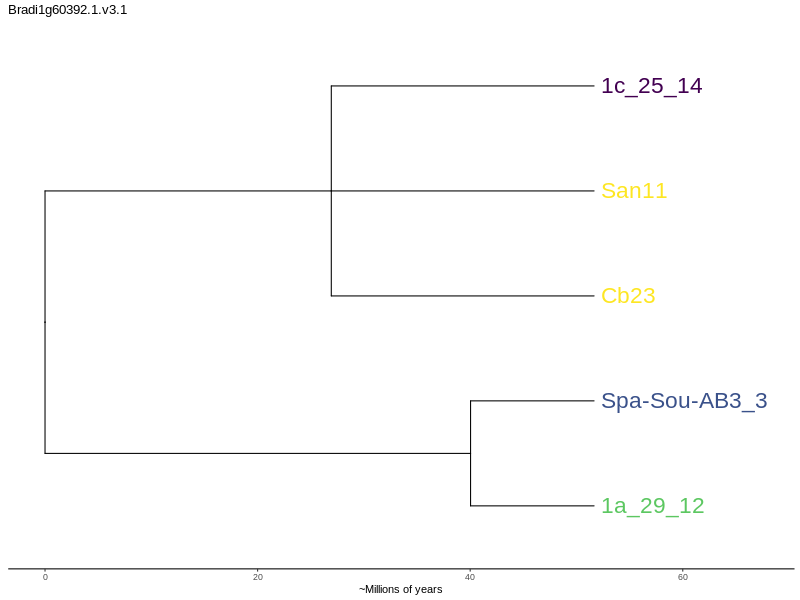 Bradi1g60392.1.v3.1
1c_25_14
San11
Cb23
Spa-Sou-AB3_3
1a_29_12
0 20 40 60
~Millions of years